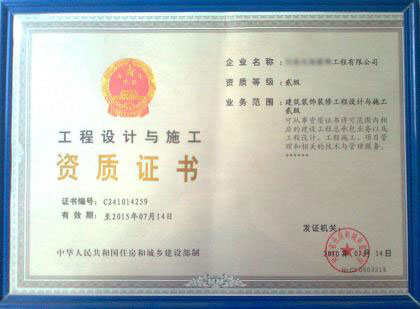 工程设计与施工
资质证书
证书编号: C241014259
有 效 期: 至2015年07月14日
中华人民共和国住房和城乡建设部制
企业名称: 工程有限公司
资质等级: 贰级
业务范围: 建筑装饰装修工程设计与施工
贰级
可从事资质证书许可范围内相
应的建设工程总承包业务以及
工程设计、工程施工、项目管
理和相关的技术与管理服务。
******
发证机关:
2010年07月14日
No.CZ 0003218